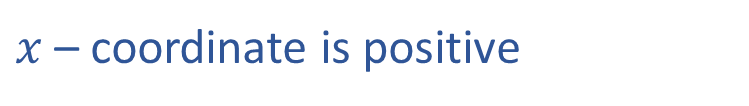 𝑥 – coordinate is positive